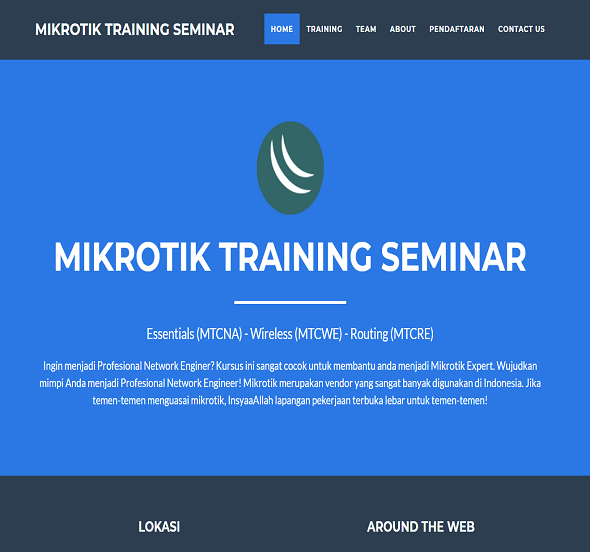 MIKROTIK TRAINING SEMINAR
HOME TRAINING TEAM ABOUT PENDAFTARAN CONTACT US
MIKROTIK TRAINING SEMINAR
Essentials (MTCNA) - Wireless (MTCWE) - Routing (MTCRE)
Ingin menjadi Profesional Network Enginer? Kursus ini sangat cocok untuk membantu anda menjadi Mikrotik Expert. Wujudkan
mimpi Anda menjadi Profesional Network Engineer! Mikrotik merupakan vendor yang sangat banyak digunakan di Indonesia. Jika
temen-temen menguasai mikrotik, InsyaaAllah lapangan pekerjaan terbuka lebar untuk temen-temen!
LOKASI
AROUND THE WEB